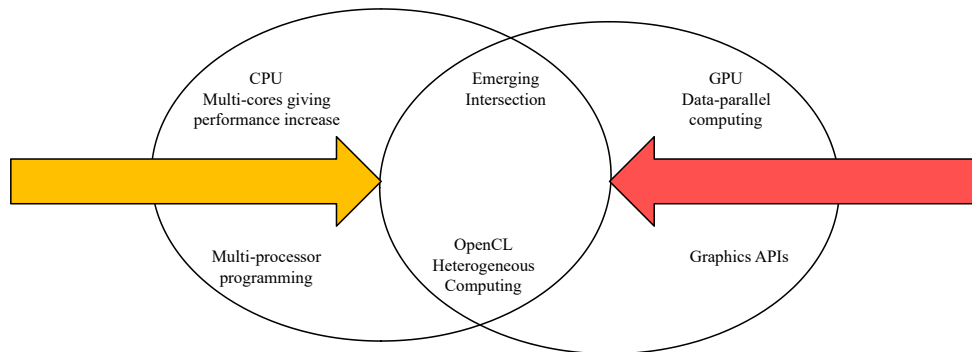 CPU
Multi-cores giving
performance increase
Emerging
Intersection
GPU
Data-parallel
computing
Multi-processor
programming
OpenCL
Heterogeneous
Computing
Graphics APIs